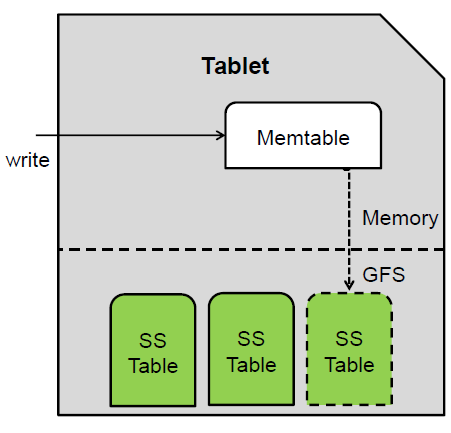 Tablet
Memtable
write
Memory
GFS
SS
Table
SS
Table
SS
Table